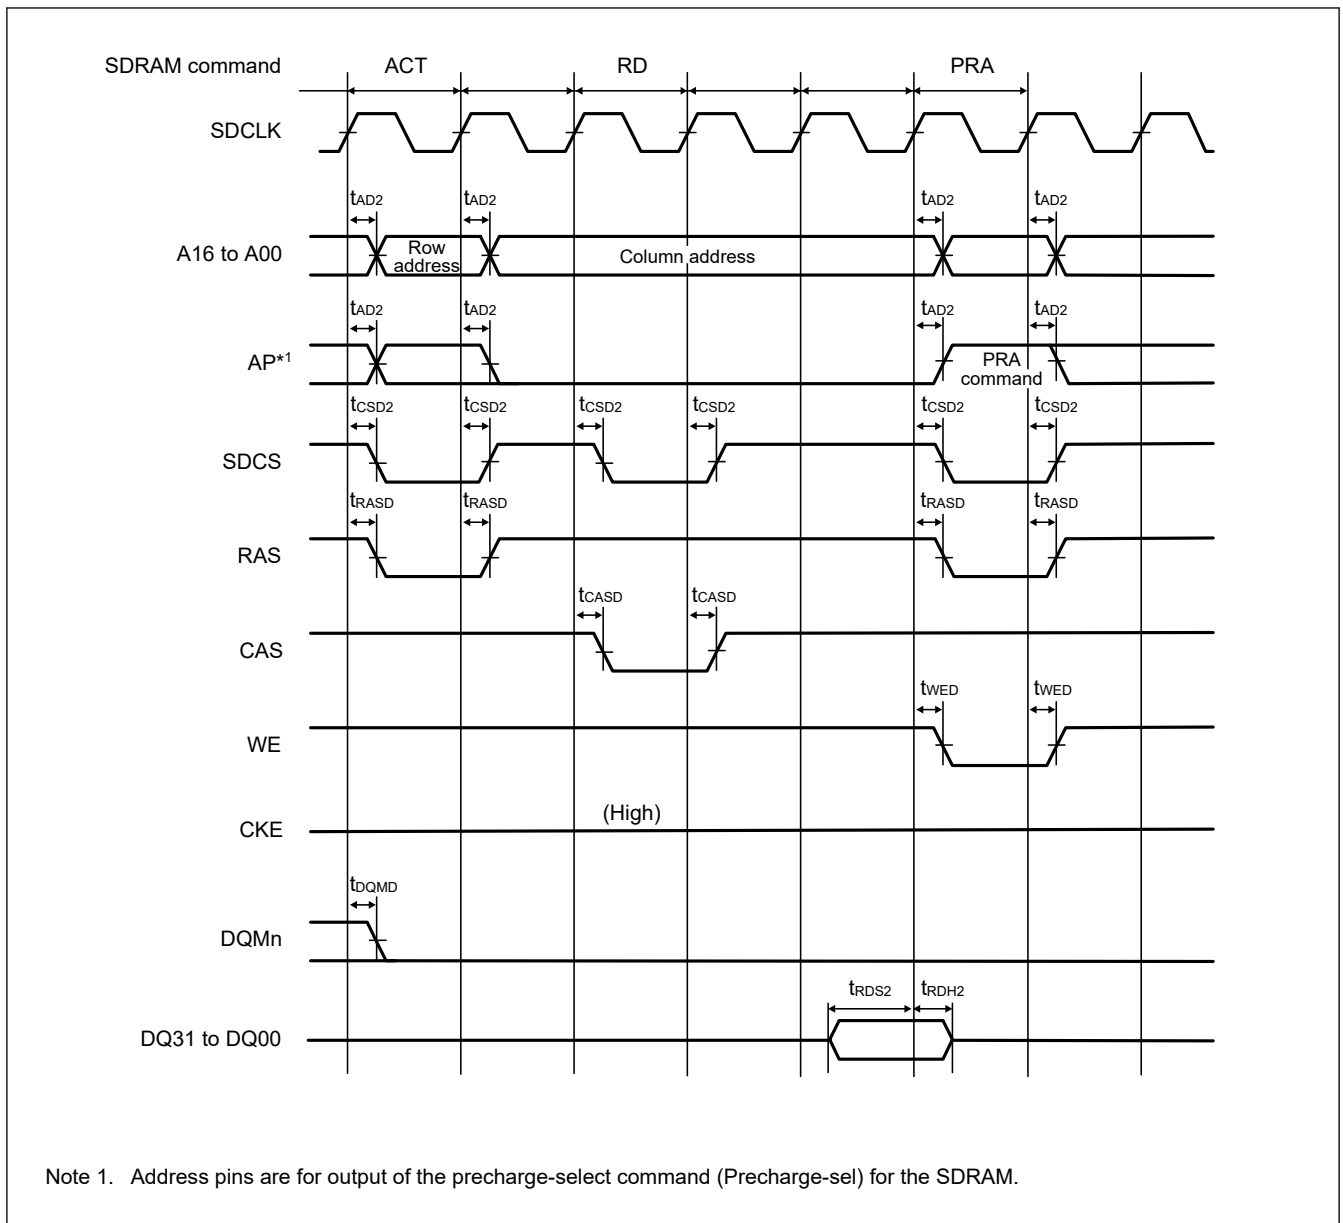 SDRAM command ACT RD PRA
SDCLK
tAD2 tAD2 tAD2 tAD2
A16 to A00 Row address Column address
tAD2 tAD2 tAD2 tAD2
AP*1 PRA command
tCSD2 tCSD2 tCSD2 tCSD2 tCSD2 tCSD2
SDCS
tRASD tRASD tRASD tRASD
RAS
tCASD tCASD
CAS
tWED tWED
WE
(High)
CKE
tDQMD
DQMn
tRDS2 tRDH2
DQ31 to DQ00
Note 1. Address pins are for output of the precharge-select command (Precharge-sel) for the SDRAM.